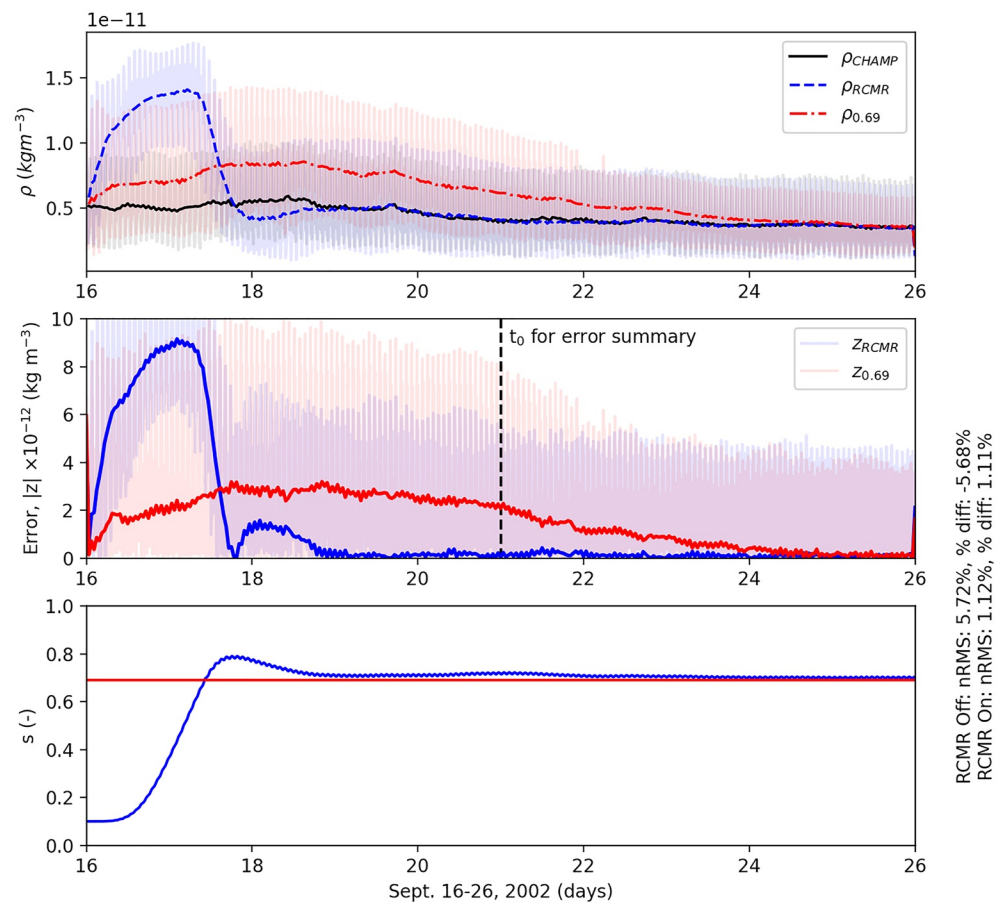 1e−11
ρ (kgm⁻³)
1.5
1.0
0.5
ρCHAMP
ρRCMR
ρ0.69
16 18 20 22 24 26
Error, |z| ×10⁻¹² (kg m⁻³)
10
8
6
4
2
0
t₀ for error summary
zRCMR
z0.69
16 18 20 22 24 26
s (-)
1.0
0.8
0.6
0.4
0.2
0.0
16 18 20 22 24 26
Sept. 16-26, 2002 (days)
RCMR Off: nRMS: 5.72%, % diff: -5.68%
RCMR On: nRMS: 1.12%, % diff: 1.11%